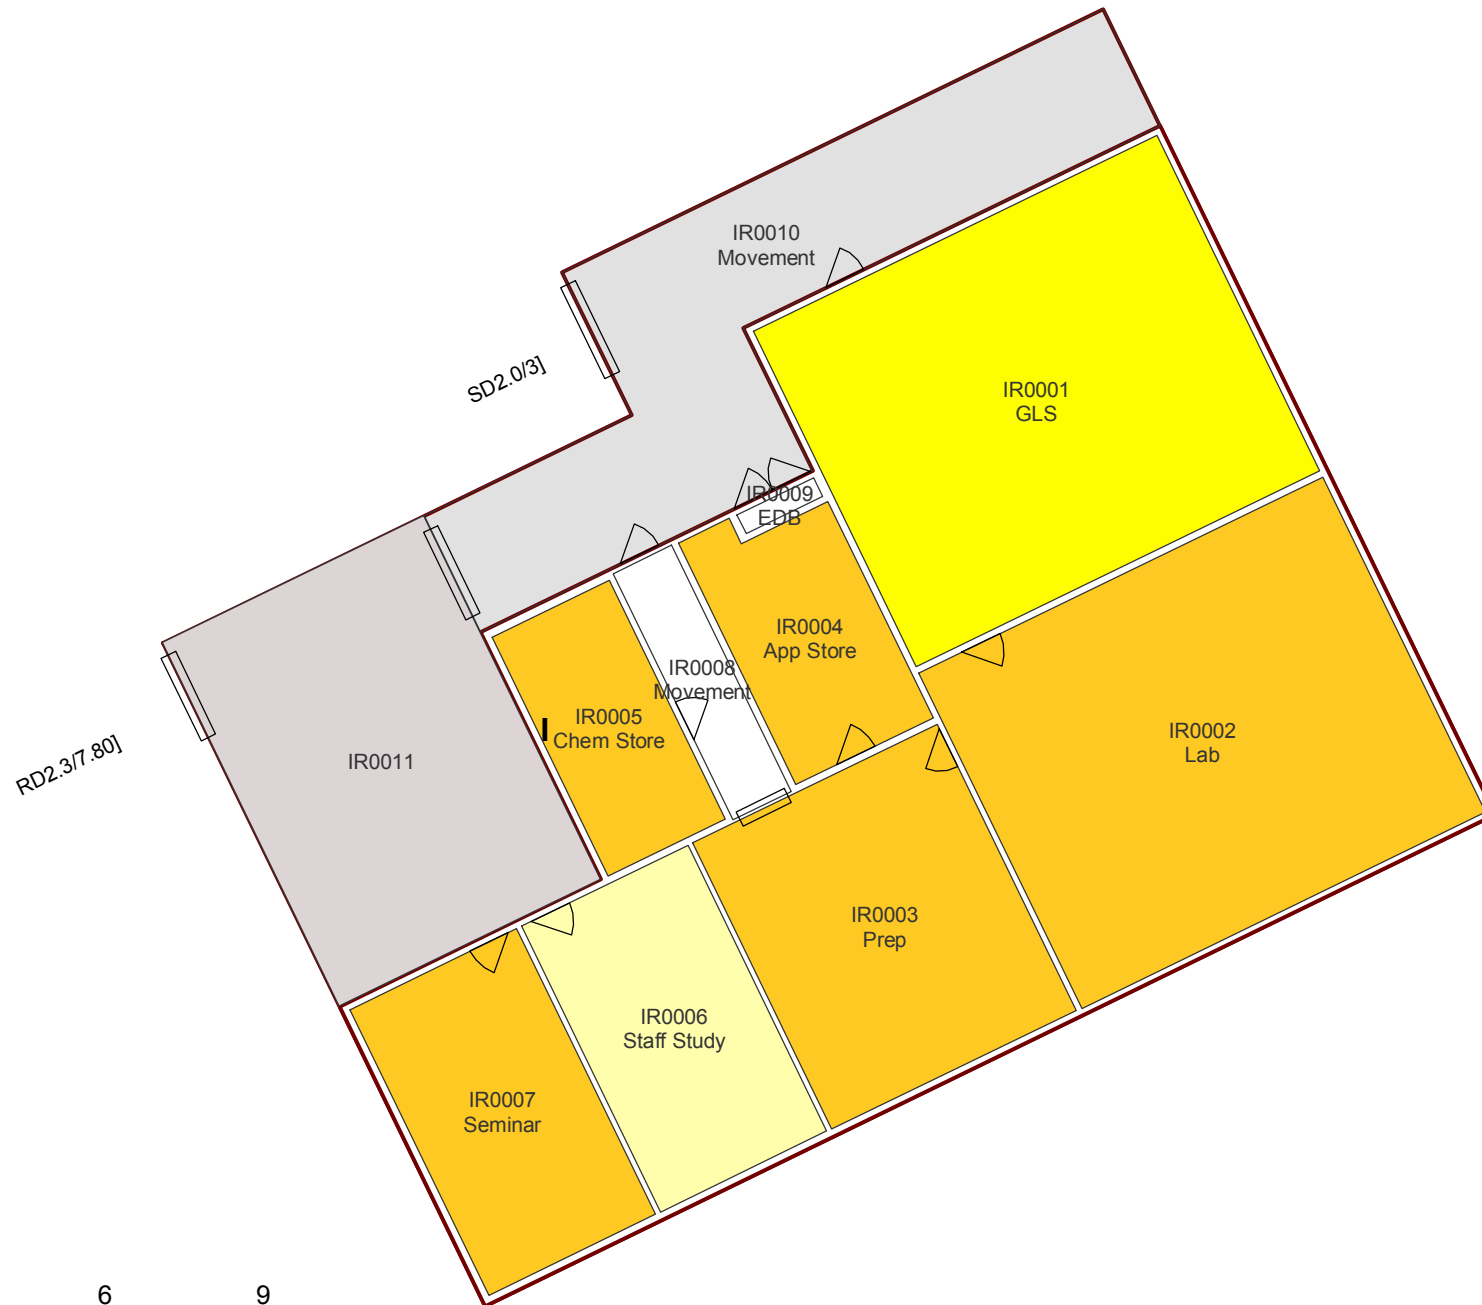 IR0010
Movement
SD2.0/3]
IR0001
GLS
IR0009
EDB
IR0004
App Store
IR0008
Movement
IR0005
Chem Store
IR0002
Lab
RD2.3/7.80]
IR0011
IR0003
Prep
IR0006
Staff Study
IR0007
Seminar
6 9